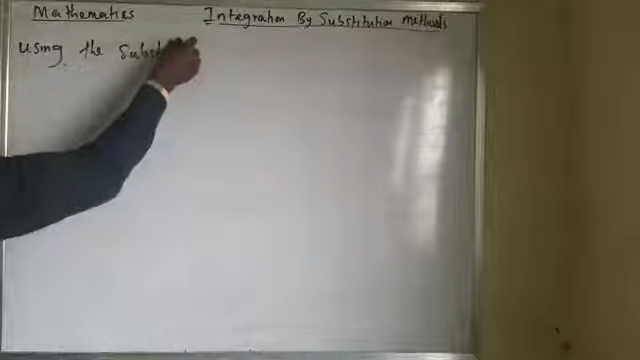 Mathematics
Integration By Substitution methods
Using the Subst